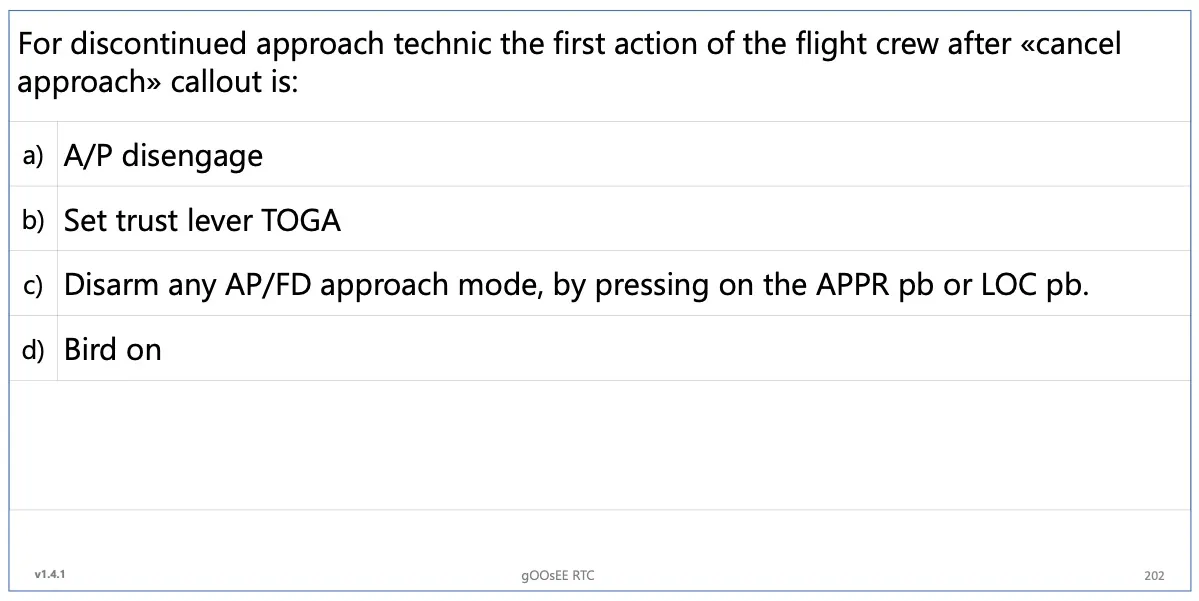 For discontinued approach technic the first action of the flight crew after «cancel
approach» callout is:
a) A/P disengage
b) Set trust lever TOGA
c) Disarm any AP/FD approach mode, by pressing on the APPR pb or LOC pb.
d) Bird on
v1.4.1 gOOsEE RTC 202